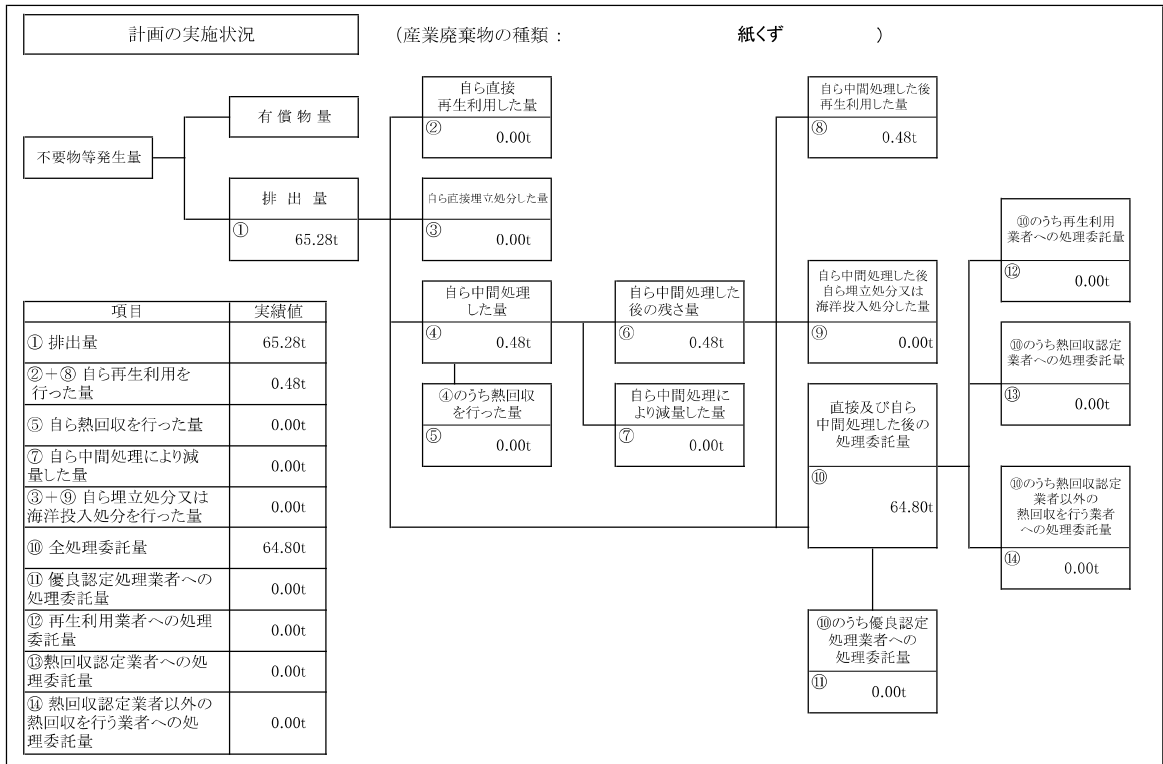 計画の実施状況
(産業廃棄物の種類： 紙くず )
不要物等発生量
有償物量
排出量
①
65.28t
自ら直接
再生利用した量
②
0.00t
自ら直接埋立処分した量
③
0.00t
自ら中間処理
した量
④
0.48t
④のうち熱回収
を行った量
⑤
0.00t
自ら中間処理した
後の残さ量
⑥
0.48t
自ら中間処理に
より減量した量
⑦
0.00t
自ら中間処理した後
再生利用した量
⑧
0.48t
自ら中間処理した後
自ら埋立処分又は
海洋投入処分した量
⑨
0.00t
直接及び自ら
中間処理した後の
処理委託量
⑩
64.80t
⑩のうち優良認定
処理業者への
処理委託量
⑪
0.00t
⑩のうち再生利用
業者への処理委託量
⑫
0.00t
⑩のうち熱回収認定
業者への処理委託量
⑬
0.00t
⑩のうち熱回収認定
業者以外の
熱回収を行う業者
への処理委託量
⑭
0.00t
項目 実績値
① 排出量 65.28t
②＋⑧ 自ら再生利用を
行った量
0.48t
⑤ 自ら熱回収を行った量 0.00t
⑦ 自ら中間処理により減
量した量
0.00t
③＋⑨ 自ら埋立処分又は
海洋投入処分を行った量
0.00t
⑩ 全処理委託量 64.80t
⑪ 優良認定処理業者への
処理委託量
0.00t
⑫ 再生利用業者への処理
委託量
0.00t
⑬熱回収認定業者への処
理委託量
0.00t
⑭ 熱回収認定業者以外の
熱回収を行う業者への処
理委託量
0.00t